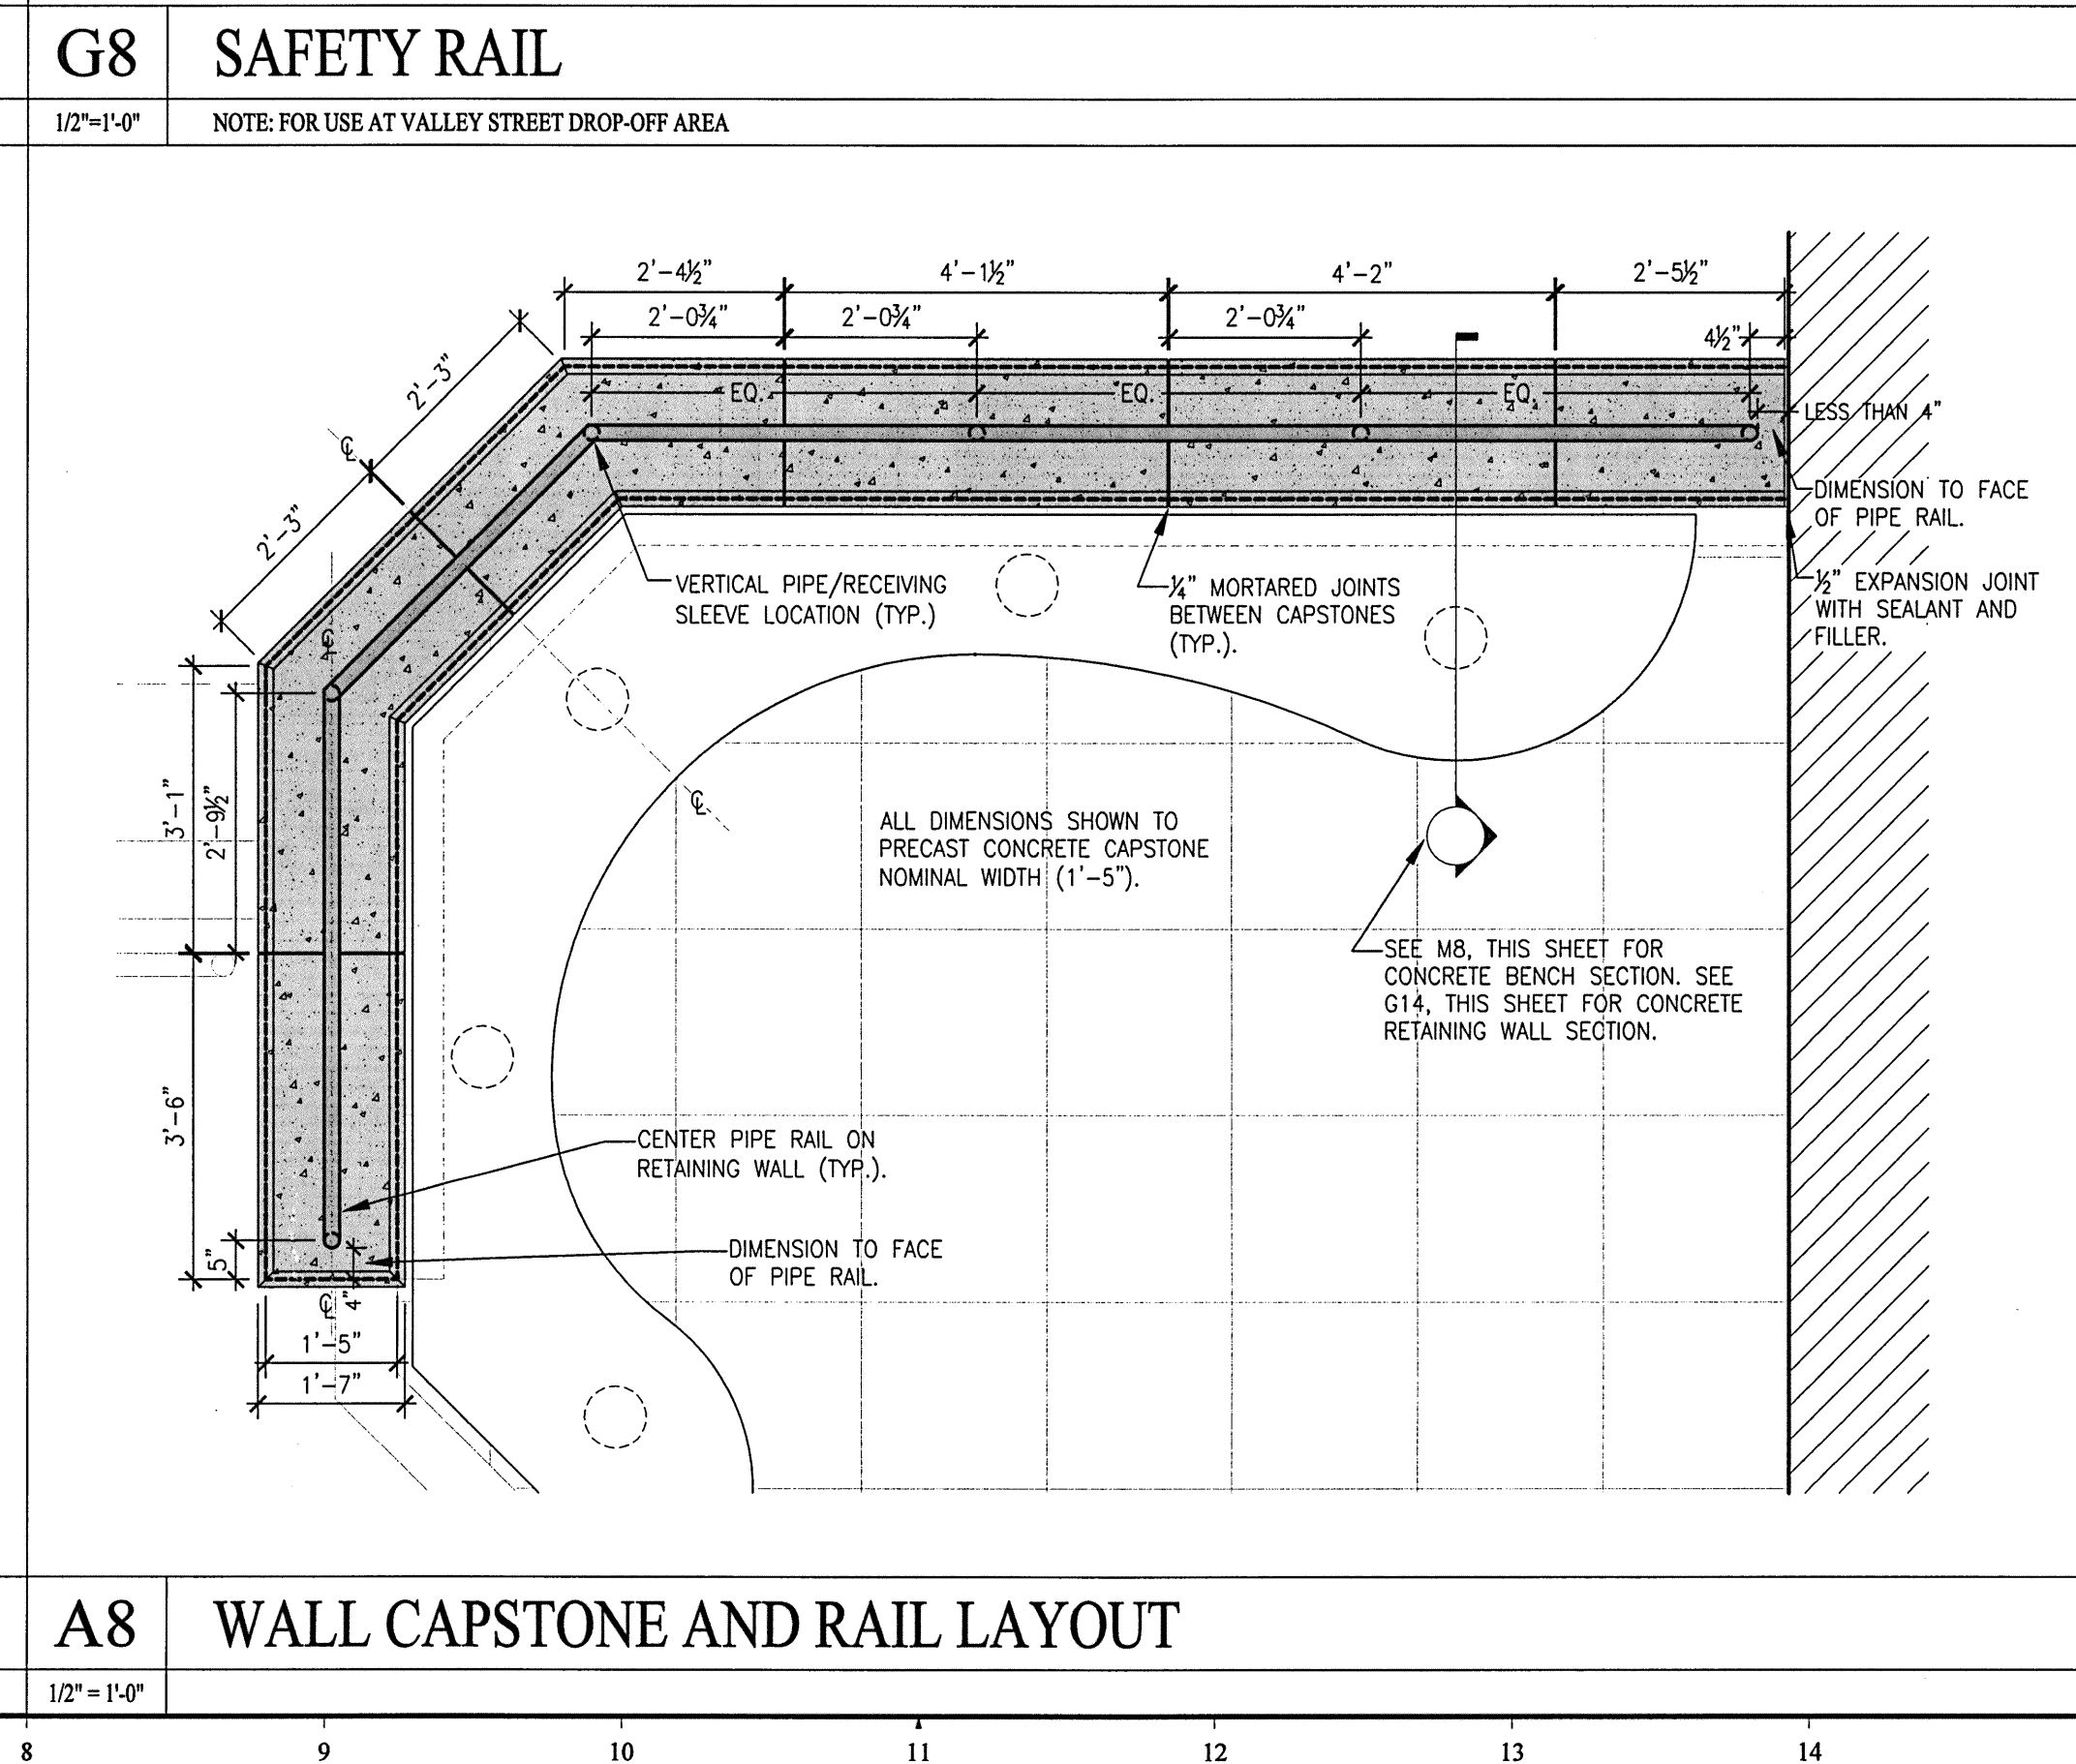 G8 SAFETY RAIL
1/2"=1'-0" NOTE: FOR USE AT VALLEY STREET DROP-OFF AREA
2'-4½" 4'-1½" 4'-2" 2'-5½"
2'-0¾" 2'-0¾" 2'-0¾" 4½"
2'-3"
EQ. EQ. EQ.
LESS THAN 4"
℄
DIMENSION TO FACE
OF PIPE RAIL.
2'-3"
VERTICAL PIPE/RECEIVING
SLEEVE LOCATION (TYP.)
¼" MORTARED JOINTS
BETWEEN CAPSTONES
(TYP.).
½" EXPANSION JOINT
WITH SEALANT AND
FILLER.
℄
3'-1"
2'-9½"
℄
ALL DIMENSIONS SHOWN TO
PRECAST CONCRETE CAPSTONE
NOMINAL WIDTH (1'-5").
SEE M8, THIS SHEET FOR
CONCRETE BENCH SECTION. SEE
G14, THIS SHEET FOR CONCRETE
RETAINING WALL SECTION.
3'-6"
CENTER PIPE RAIL ON
RETAINING WALL (TYP.).
5"
DIMENSION TO FACE
OF PIPE RAIL.
℄ 4"
1'-5"
1'-7"
A8 WALL CAPSTONE AND RAIL LAYOUT
1/2" = 1'-0"
8 9 10 11 12 13 14